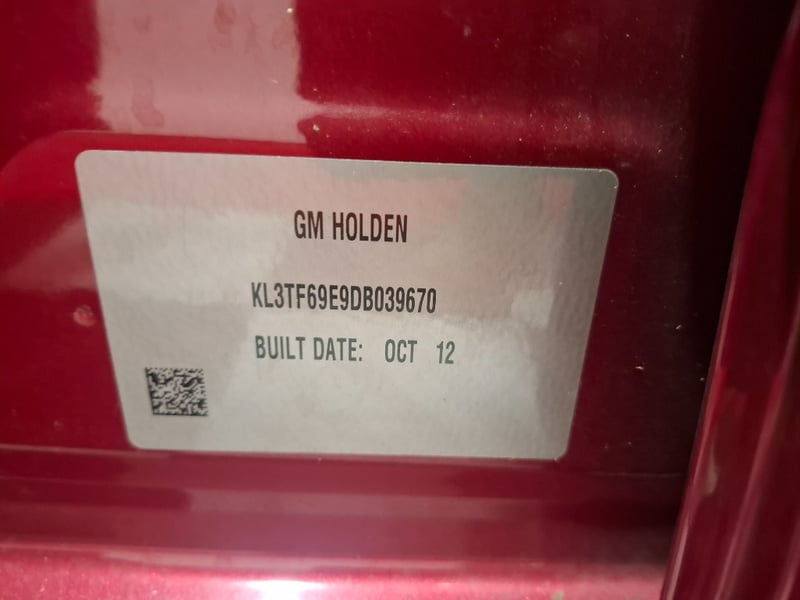 GM HOLDEN
KL3TF69E9DB039670
BUILT DATE: OCT 12